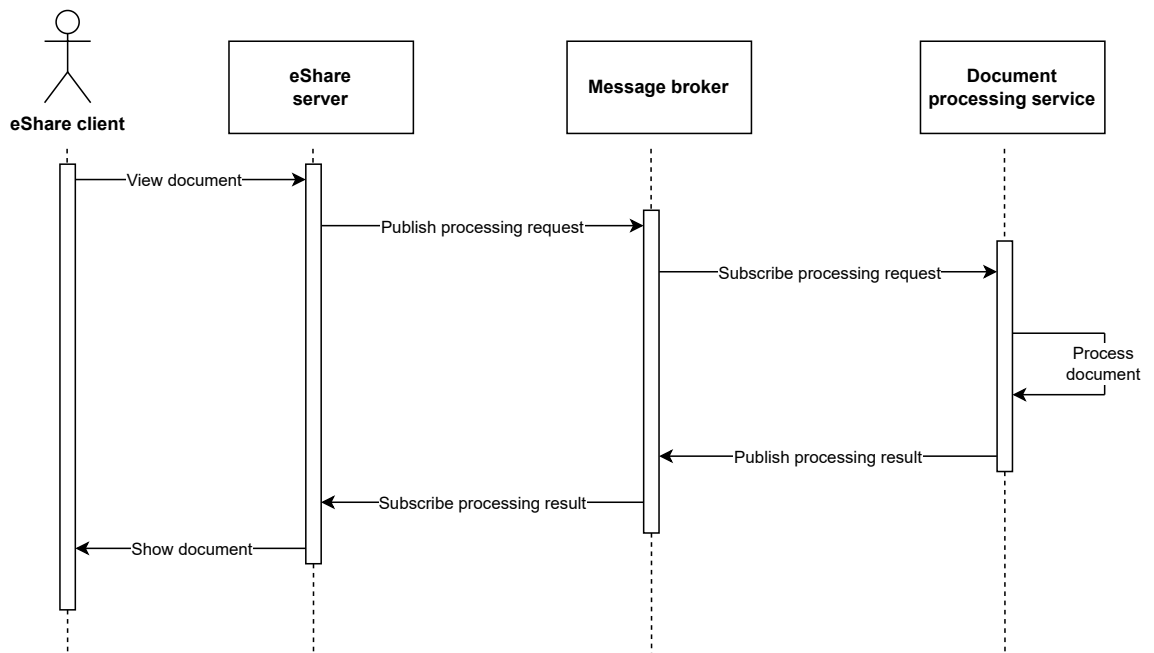 eShare client
eShare
server
Message broker
Document
processing service
View document
Publish processing request
Subscribe processing request
Process
document
Publish processing result
Subscribe processing result
Show document